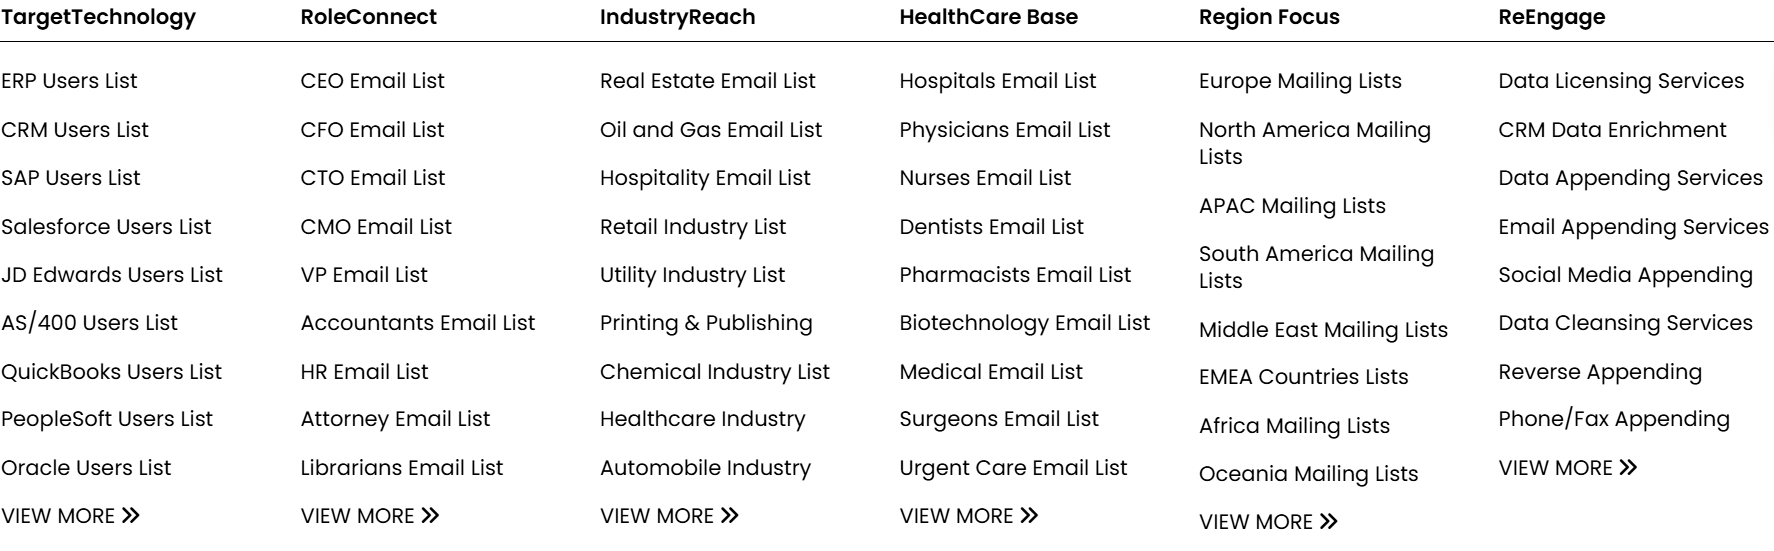 TargetTechnology
ERP Users List
CRM Users List
SAP Users List
Salesforce Users List
JD Edwards Users List
AS/400 Users List
QuickBooks Users List
PeopleSoft Users List
Oracle Users List
VIEW MORE »
RoleConnect
CEO Email List
CFO Email List
CTO Email List
CMO Email List
VP Email List
Accountants Email List
HR Email List
Attorney Email List
Librarians Email List
VIEW MORE »
IndustryReach
Real Estate Email List
Oil and Gas Email List
Hospitality Email List
Retail Industry List
Utility Industry List
Printing & Publishing
Chemical Industry List
Healthcare Industry
Automobile Industry
VIEW MORE »
HealthCare Base
Hospitals Email List
Physicians Email List
Nurses Email List
Dentists Email List
Pharmacists Email List
Biotechnology Email List
Medical Email List
Surgeons Email List
Urgent Care Email List
VIEW MORE »
Region Focus
Europe Mailing Lists
North America Mailing
Lists
APAC Mailing Lists
South America Mailing
Lists
Middle East Mailing Lists
EMEA Countries Lists
Africa Mailing Lists
Oceania Mailing Lists
VIEW MORE »
ReEngage
Data Licensing Services
CRM Data Enrichment
Data Appending Services
Email Appending Services
Social Media Appending
Data Cleansing Services
Reverse Appending
Phone/Fax Appending
VIEW MORE »